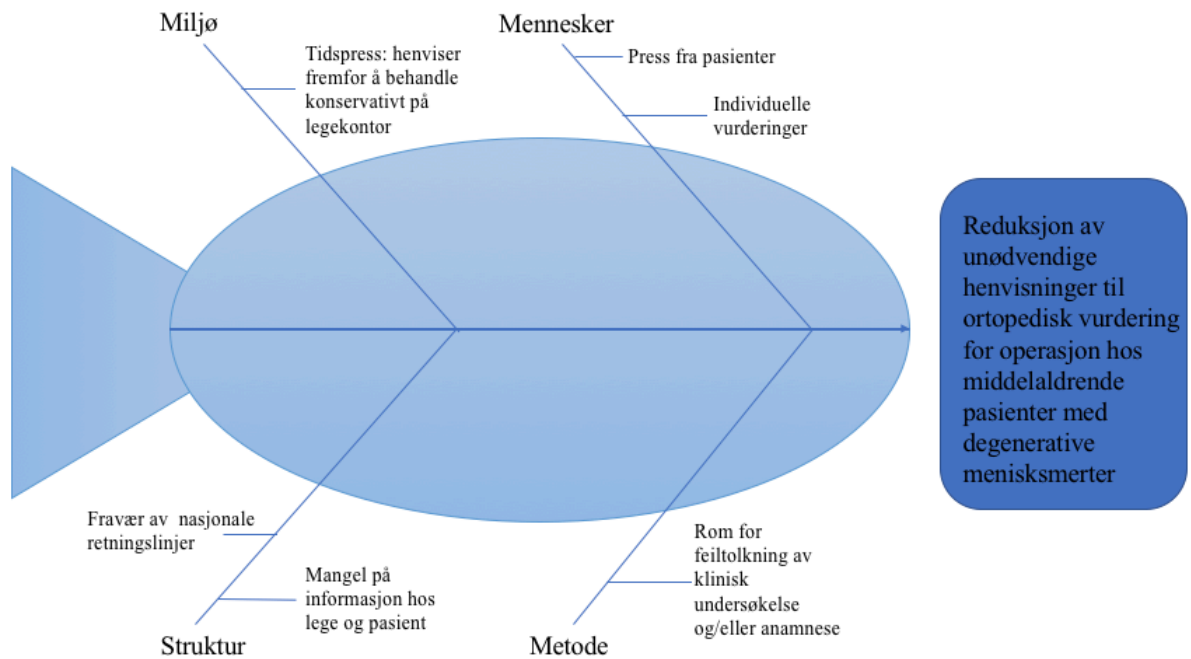 Miljø
Tidspress: henviser
fremfor å behandle
konservativt på
legekontor
Mennesker
Press fra pasienter
Individuelle
vurderinger
Reduksjon av
unødvendige
henvisninger til
ortopedisk vurdering
for operasjon hos
middelaldrende
pasienter med
degenerative
menisksmerter
Fravær av nasjonale
retningslinjer
Mangel på
informasjon hos
lege og pasient
Struktur
Rom for
feiltolkning av
klinisk
undersøkelse
og/eller anamnese
Metode